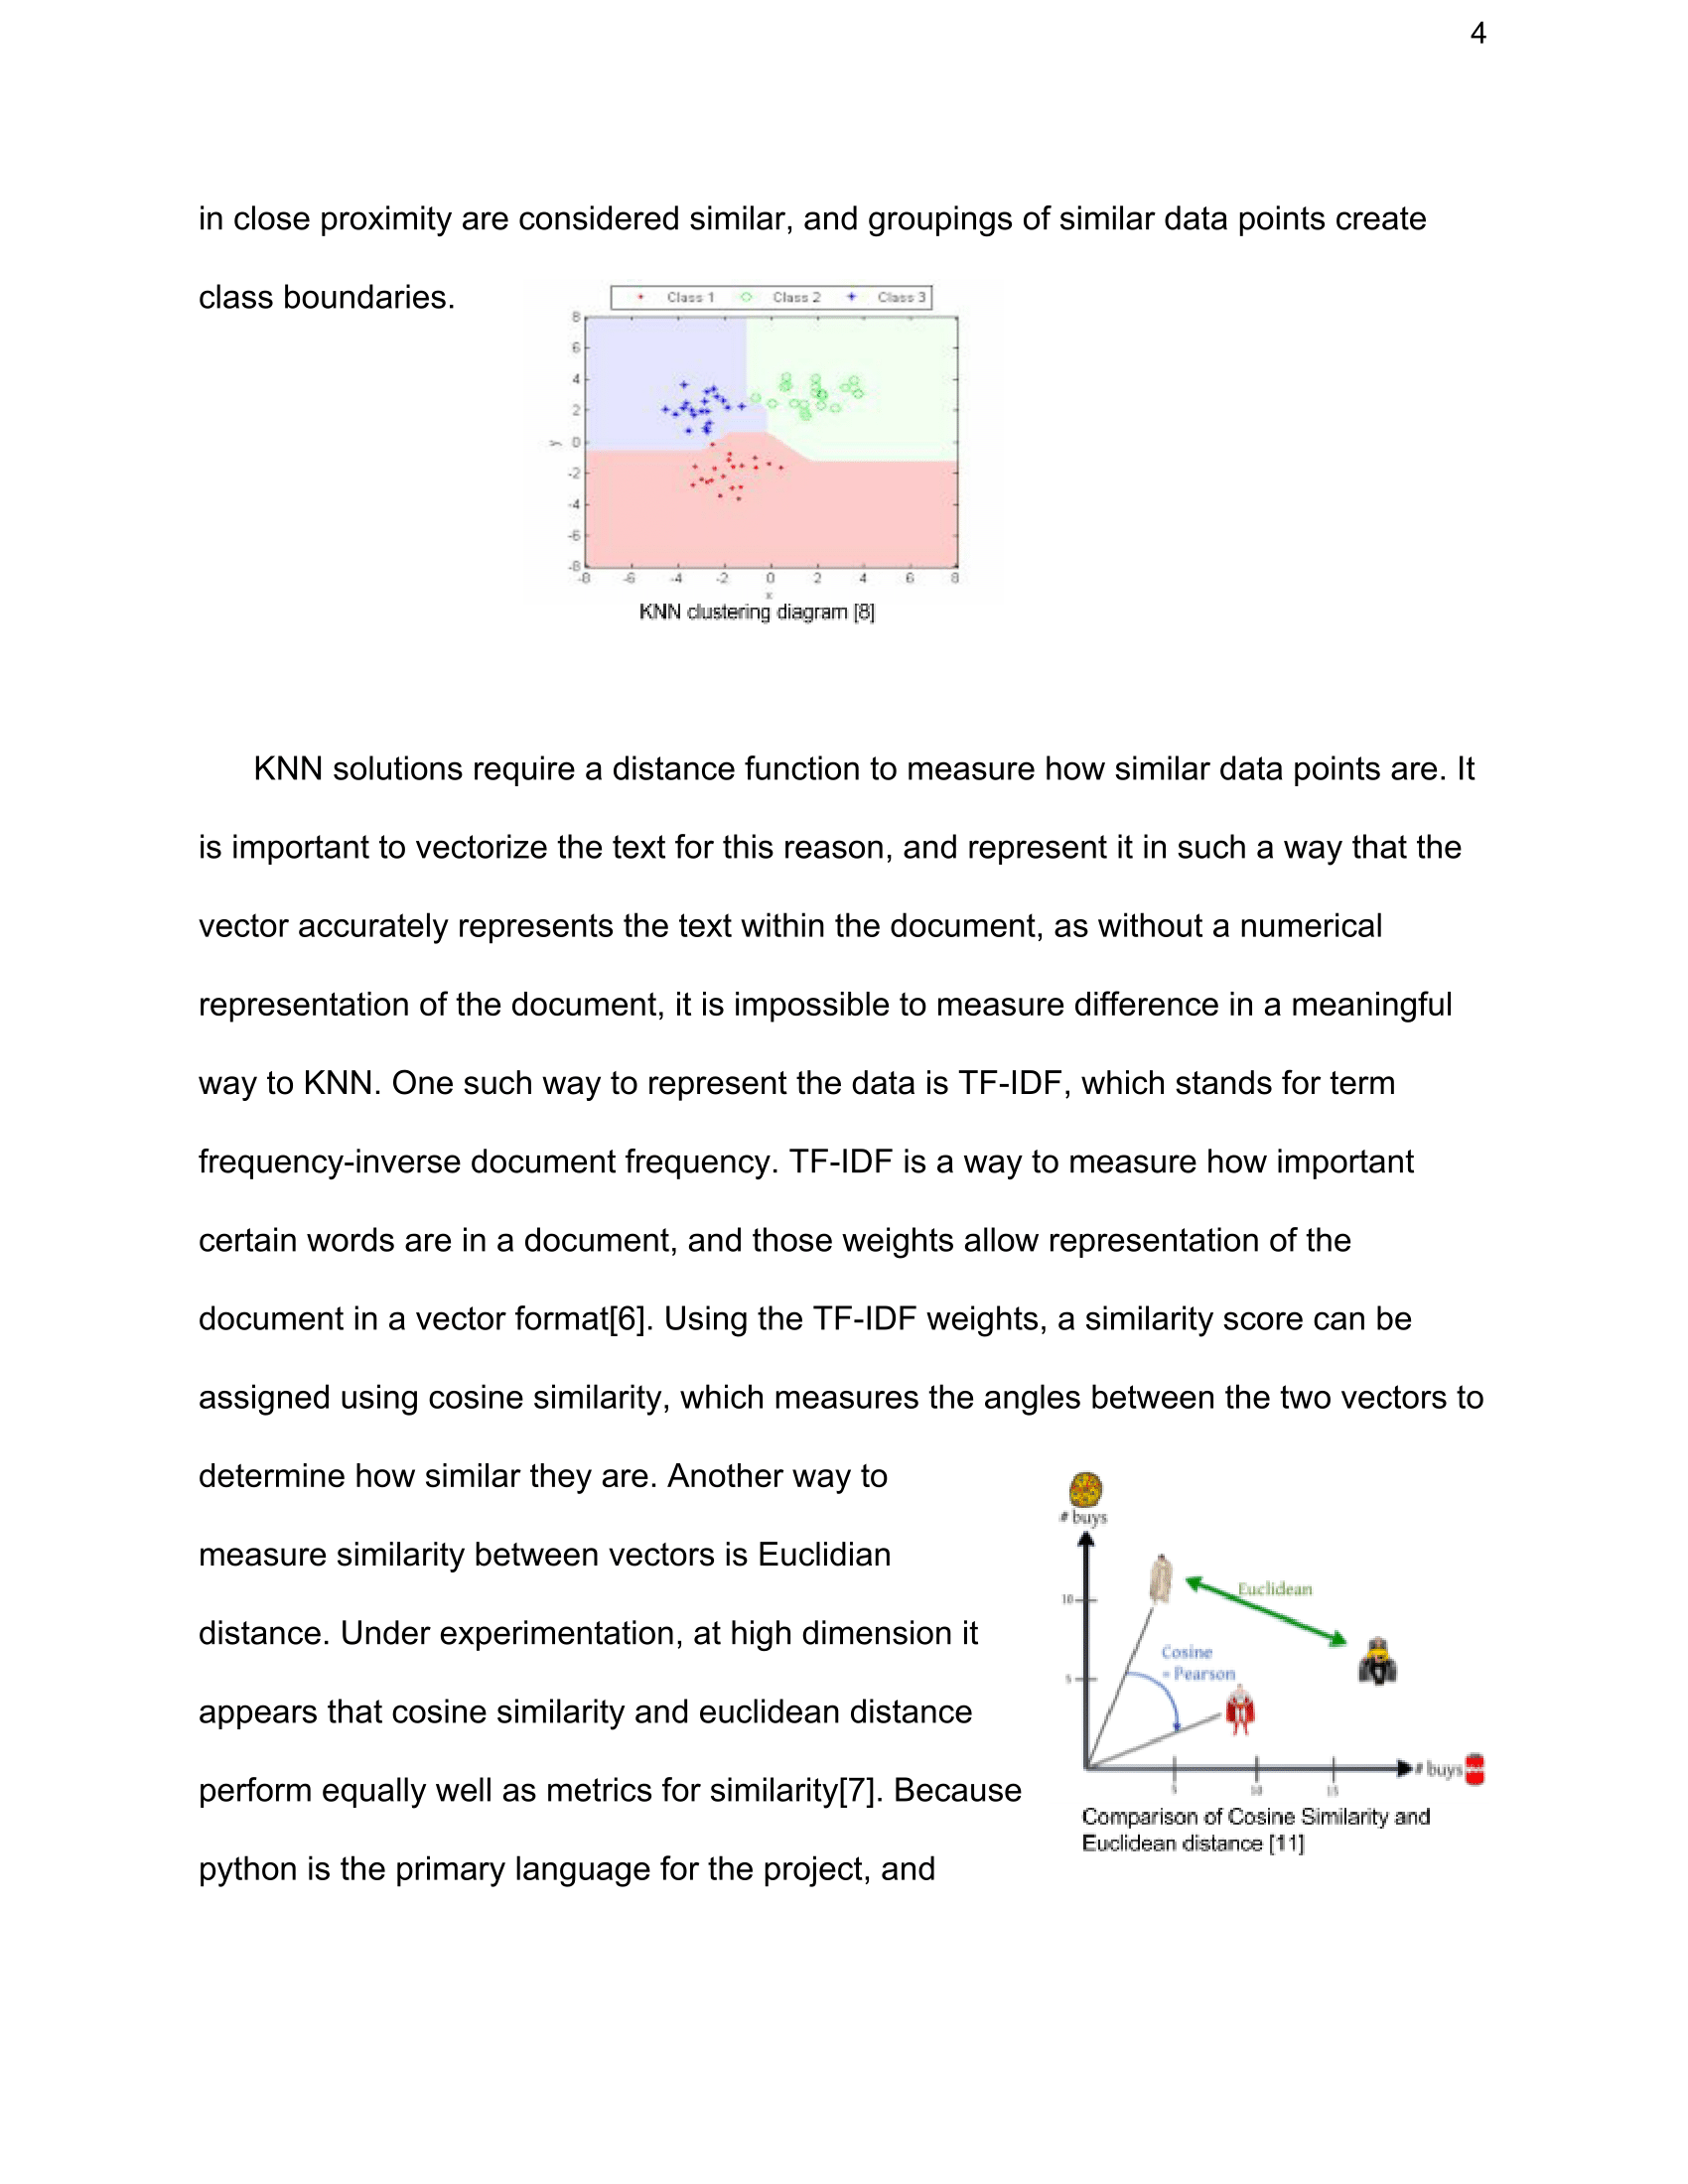 4
in close proximity are considered similar, and groupings of similar data points create
class boundaries.
Class 1 Class 2 Class 3
8
6
4
2
0
-2
-4
-6
-8
y
-8 -6 -4 -2 0 2 4 6 8
x
KNN clustering diagram [8]
KNN solutions require a distance function to measure how similar data points are. It
is important to vectorize the text for this reason, and represent it in such a way that the
vector accurately represents the text within the document, as without a numerical
representation of the document, it is impossible to measure difference in a meaningful
way to KNN. One such way to represent the data is TF-IDF, which stands for term
frequency-inverse document frequency. TF-IDF is a way to measure how important
certain words are in a document, and those weights allow representation of the
document in a vector format[6]. Using the TF-IDF weights, a similarity score can be
assigned using cosine similarity, which measures the angles between the two vectors to
determine how similar they are. Another way to
measure similarity between vectors is Euclidian
distance. Under experimentation, at high dimension it
appears that cosine similarity and euclidean distance
perform equally well as metrics for similarity[7]. Because
python is the primary language for the project, and
# buys
10
5
Euclidean
Cosine
= Pearson
5 10 15
# buys
Comparison of Cosine Similarity and
Euclidean distance [11]